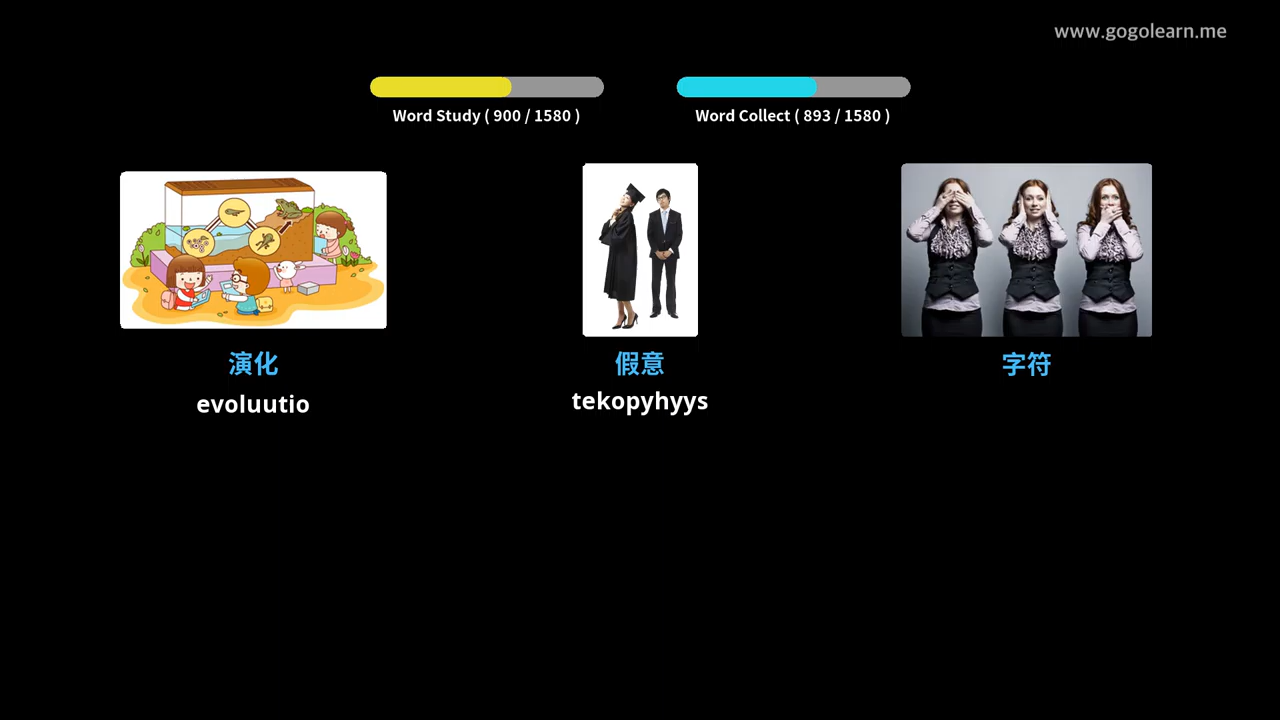 www.gogolearn.me
Word Study ( 900 / 1580 )
Word Collect ( 893 / 1580 )
演化
假意
字符
evoluutio
tekopyhyys